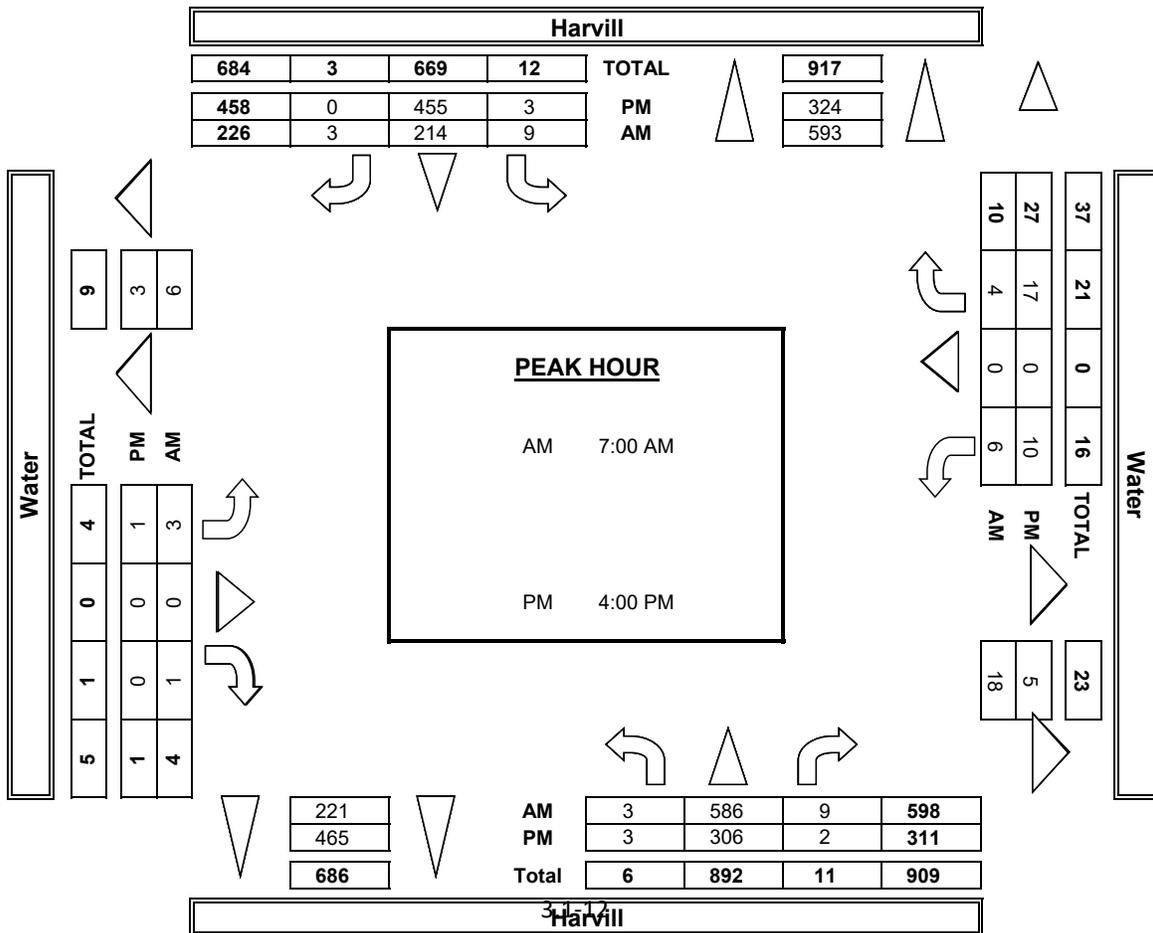 Harvill
684 3 669 12 TOTAL 917
458 0 455 3 PM 324
226 3 214 9 AM 593
Water
9 3 6
TOTAL PM AM
4 1 3
0 0 0
1 0 1
5 1 4
PEAK HOUR
AM 7:00 AM
PM 4:00 PM
10 27 37
4 17 21
0 0 0
6 10 16
AM PM TOTAL
18 5 23
Water
221 AM 3 586 9 598
465 PM 3 306 2 311
686 Total 6 892 11 909
3.1-12
Harvill